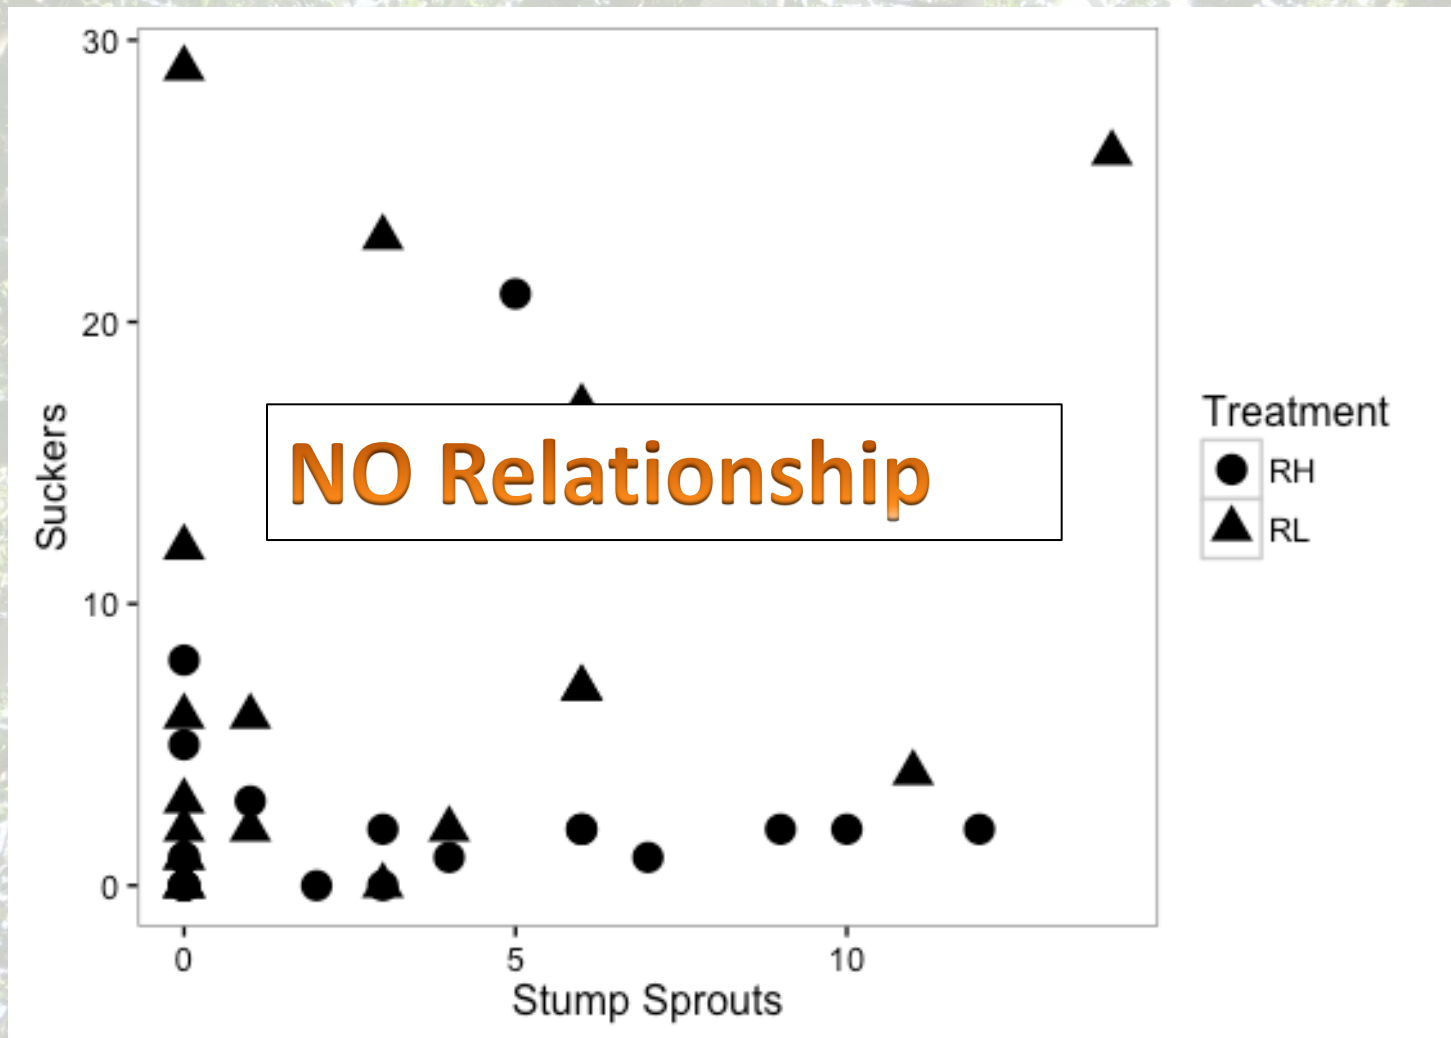 30
20
10
0
Suckers
NO Relationship
0 5 10
Stump Sprouts
Treatment
RH
RL